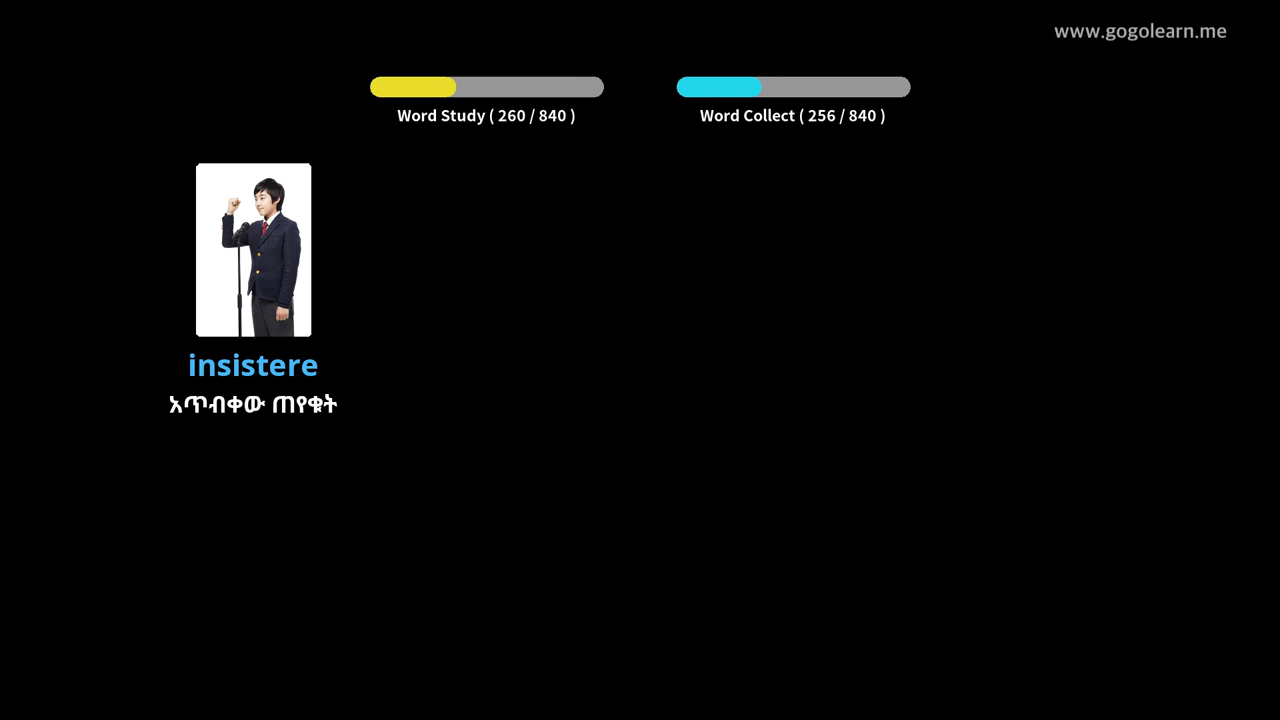 www.gogolearn.me
Word Study ( 260 / 840 )
Word Collect ( 256 / 840 )
insistere
አጥብቀው ጠየቁት